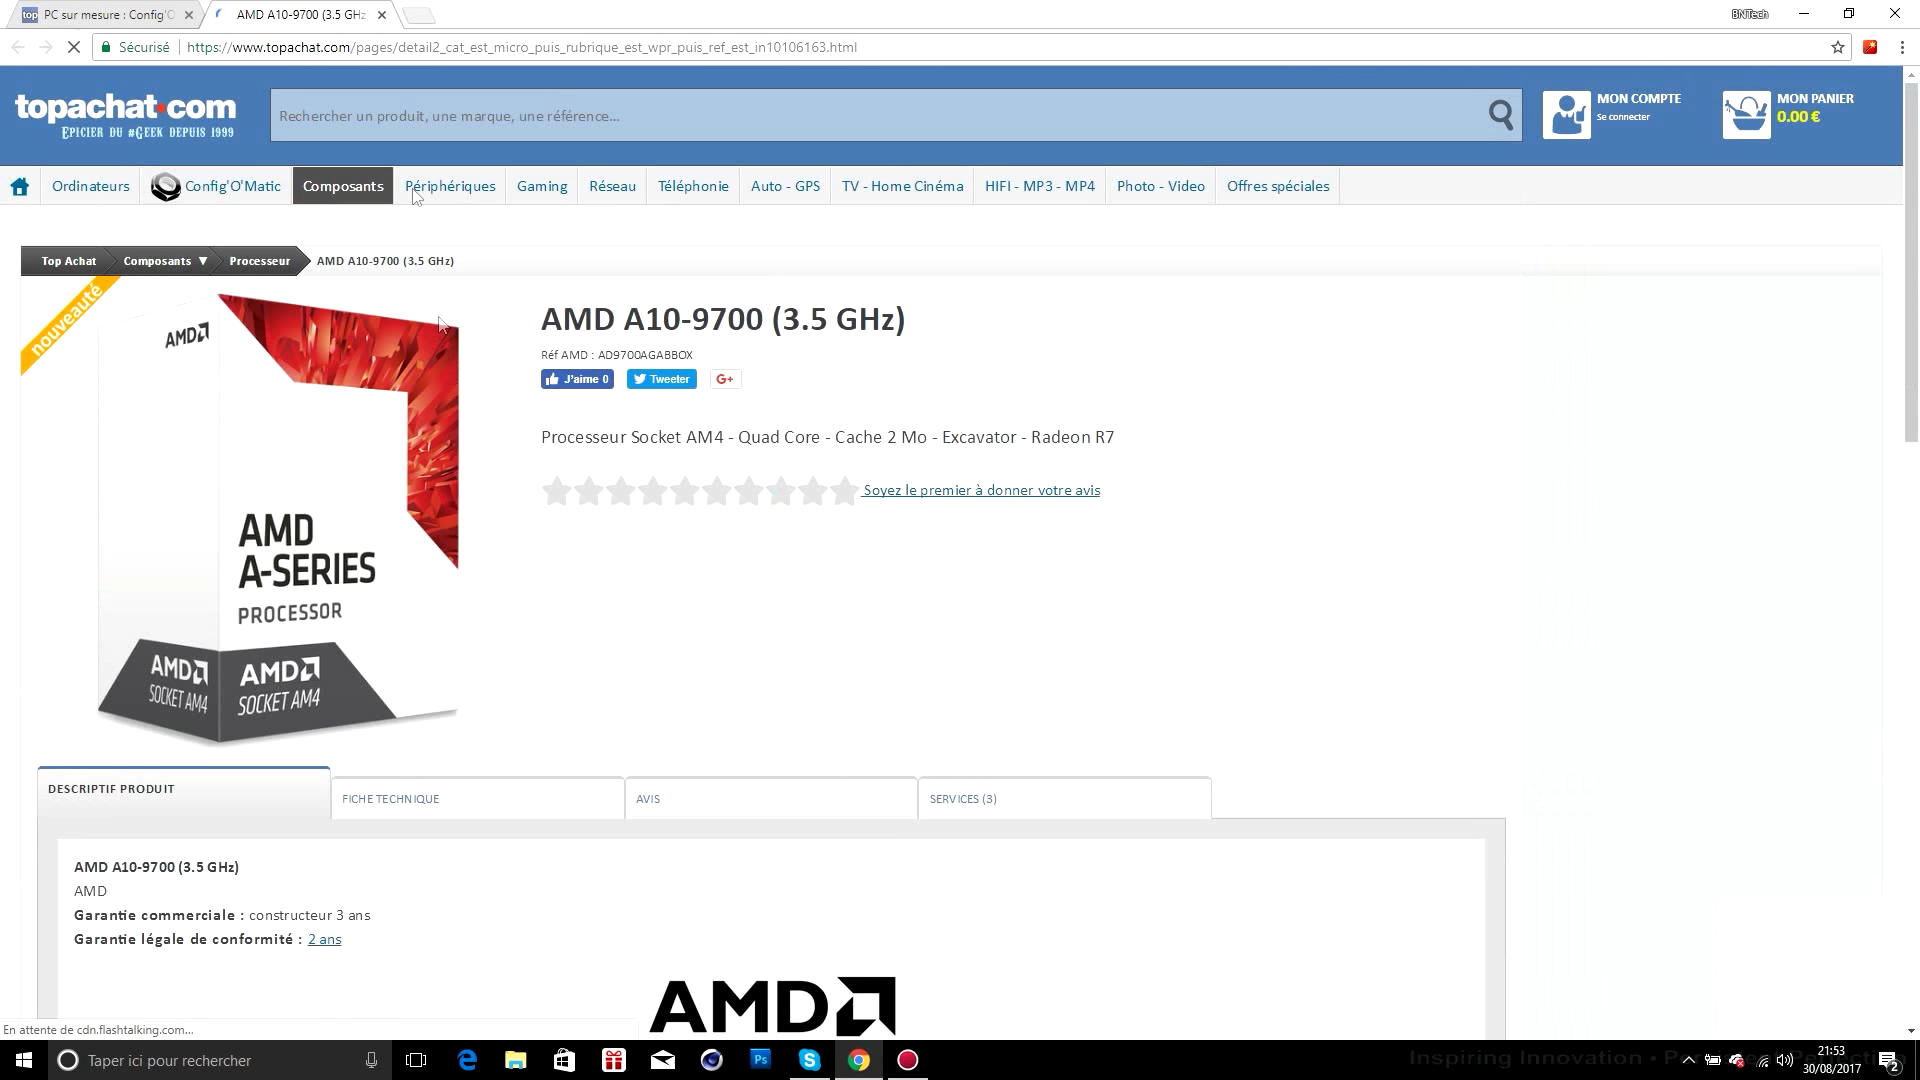 top PC sur mesure : Config'O
AMD A10-9700 (3.5 GHz
BNTech
Sécurisé
https://www.topachat.com/pages/detail2_cat_est_micro_puis_rubrique_est_wpr_puis_ref_est_in10106163.html
topachat.com
EPICIER DU #GEEK DEPUIS 1999
Rechercher un produit, une marque, une référence...
MON COMPTE
Se connecter
MON PANIER
0.00 €
Ordinateurs
Config'O'Matic
Composants
Périphériques
Gaming
Réseau
Téléphonie
Auto - GPS
TV - Home Cinéma
HIFI - MP3 - MP4
Photo - Video
Offres spéciales
Top Achat
Composants ▼
Processeur
AMD A10-9700 (3.5 GHz)
nouveauté
AMD
AMD
A-SERIES
PROCESSOR
AMD
SOCKET AM4
AMD
SOCKET AM4
AMD A10-9700 (3.5 GHz)
Réf AMD : AD9700AGABBOX
J'aime 0
Tweeter
G+
Processeur Socket AM4 - Quad Core - Cache 2 Mo - Excavator - Radeon R7
Soyez le premier à donner votre avis
DESCRIPTIF PRODUIT
FICHE TECHNIQUE
AVIS
SERVICES (3)
AMD A10-9700 (3.5 GHz)
AMD
Garantie commerciale : constructeur 3 ans
Garantie légale de conformité : 2 ans
AMD
En attente de cdn.flashtalking.com...
Taper ici pour rechercher
Ps
Inspiring Innovation •
21:53
30/08/2017
2